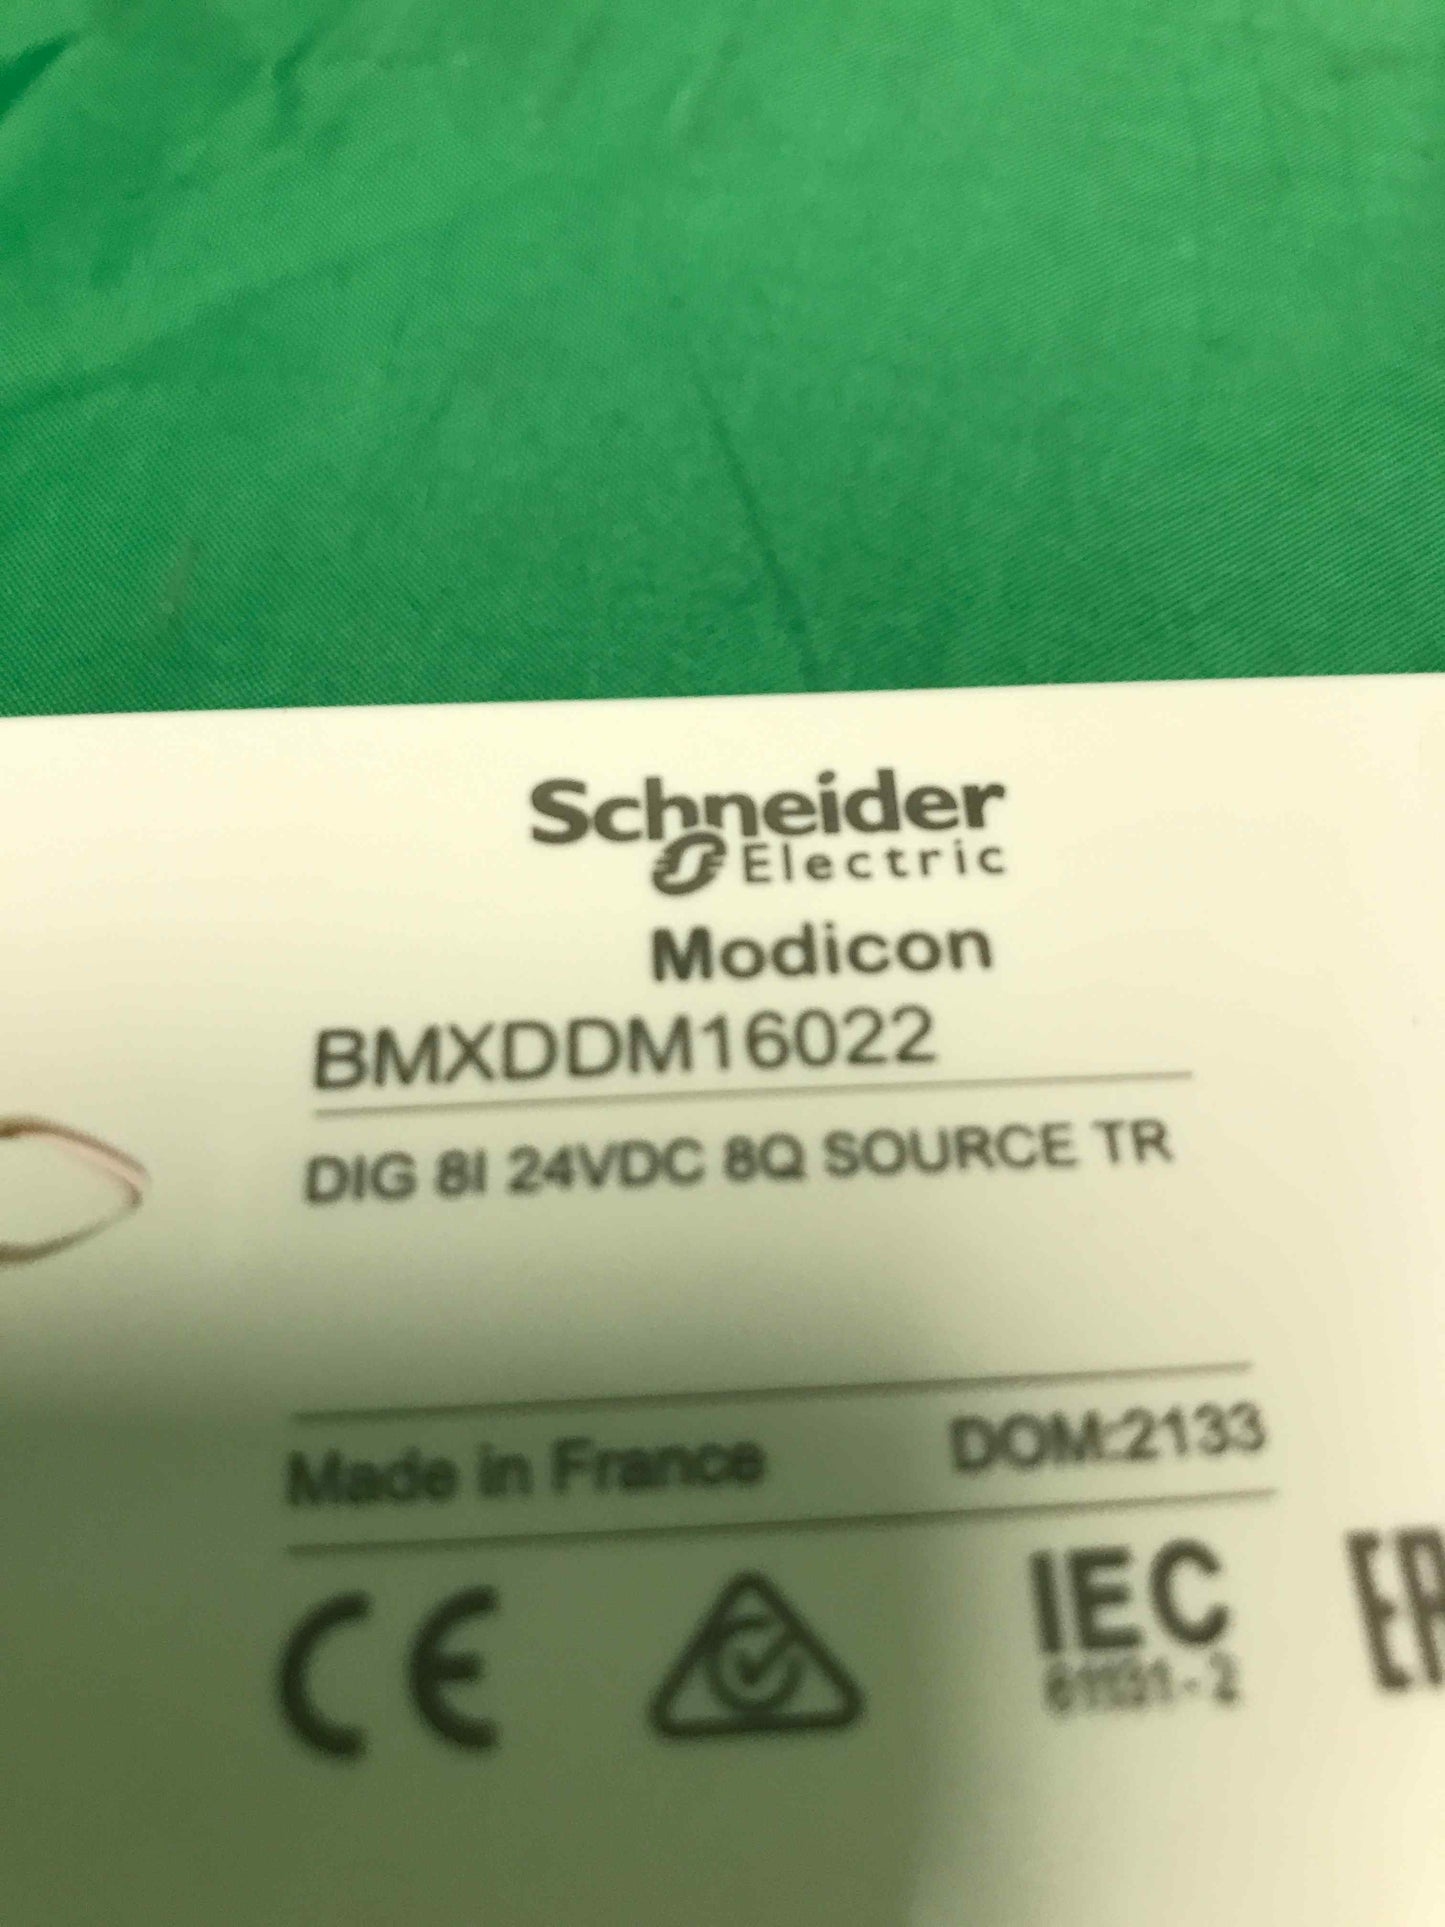 Schneider
Electric
Modicon
BMXDDM16022
DIG 8I 24VDC 8Q SOURCE TR
Made in France DOM:2133
CE
IEC
61131-2